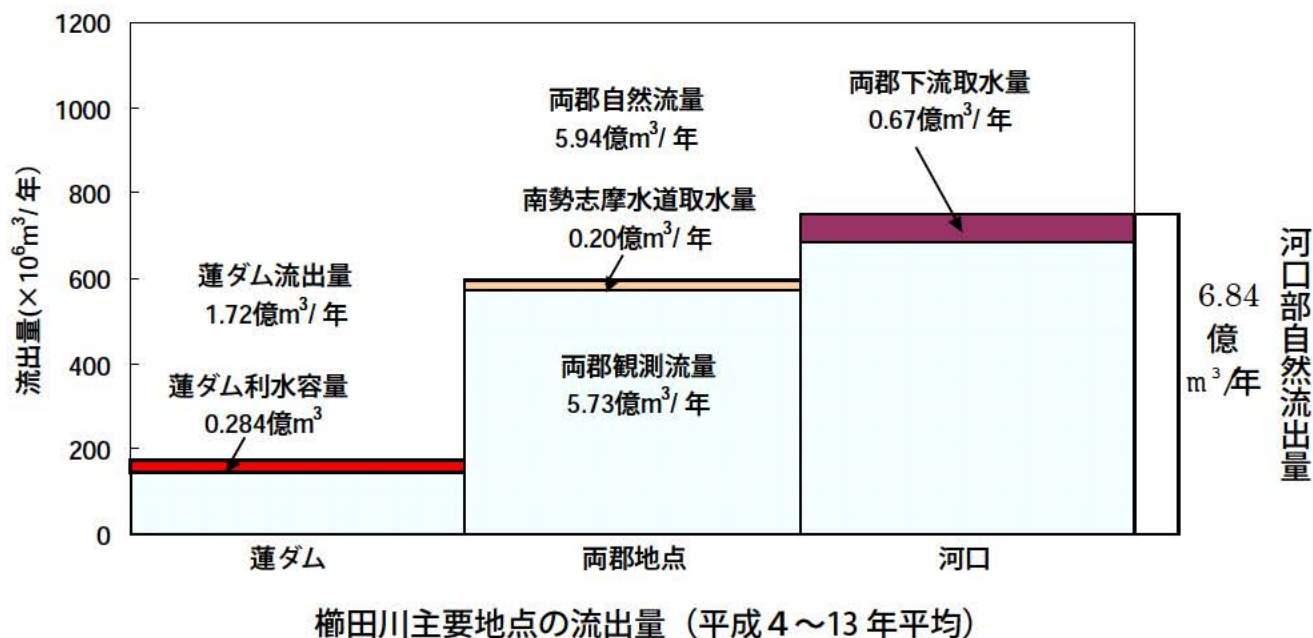 1200
1000
800
600
400
200
0
流出量(×10⁶m³/年)
蓮ダム流出量
1.72億m³/年
蓮ダム利水容量
0.284億m³
両郡自然流量
5.94億m³/年
南勢志摩水道取水量
0.20億m³/年
両郡観測流量
5.73億m³/年
両郡下流取水量
0.67億m³/年
6.84
億
m³/年
河口部自然流出量
蓮ダム
両郡地点
河口
櫛田川主要地点の流出量（平成４～13年平均）